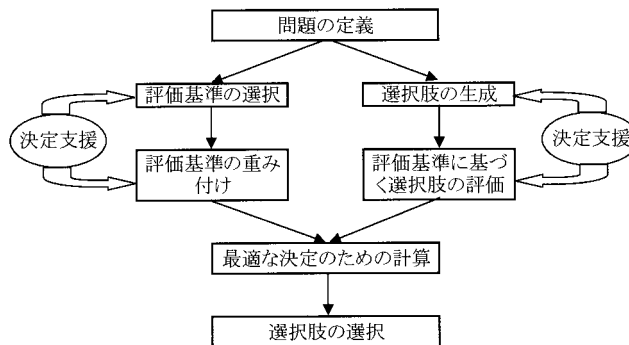 問題の定義
評価基準の選択
選択肢の生成
決定支援
決定支援
評価基準の重み
付け
評価基準に基づ
く選択肢の評価
最適な決定のための計算
選択肢の選択